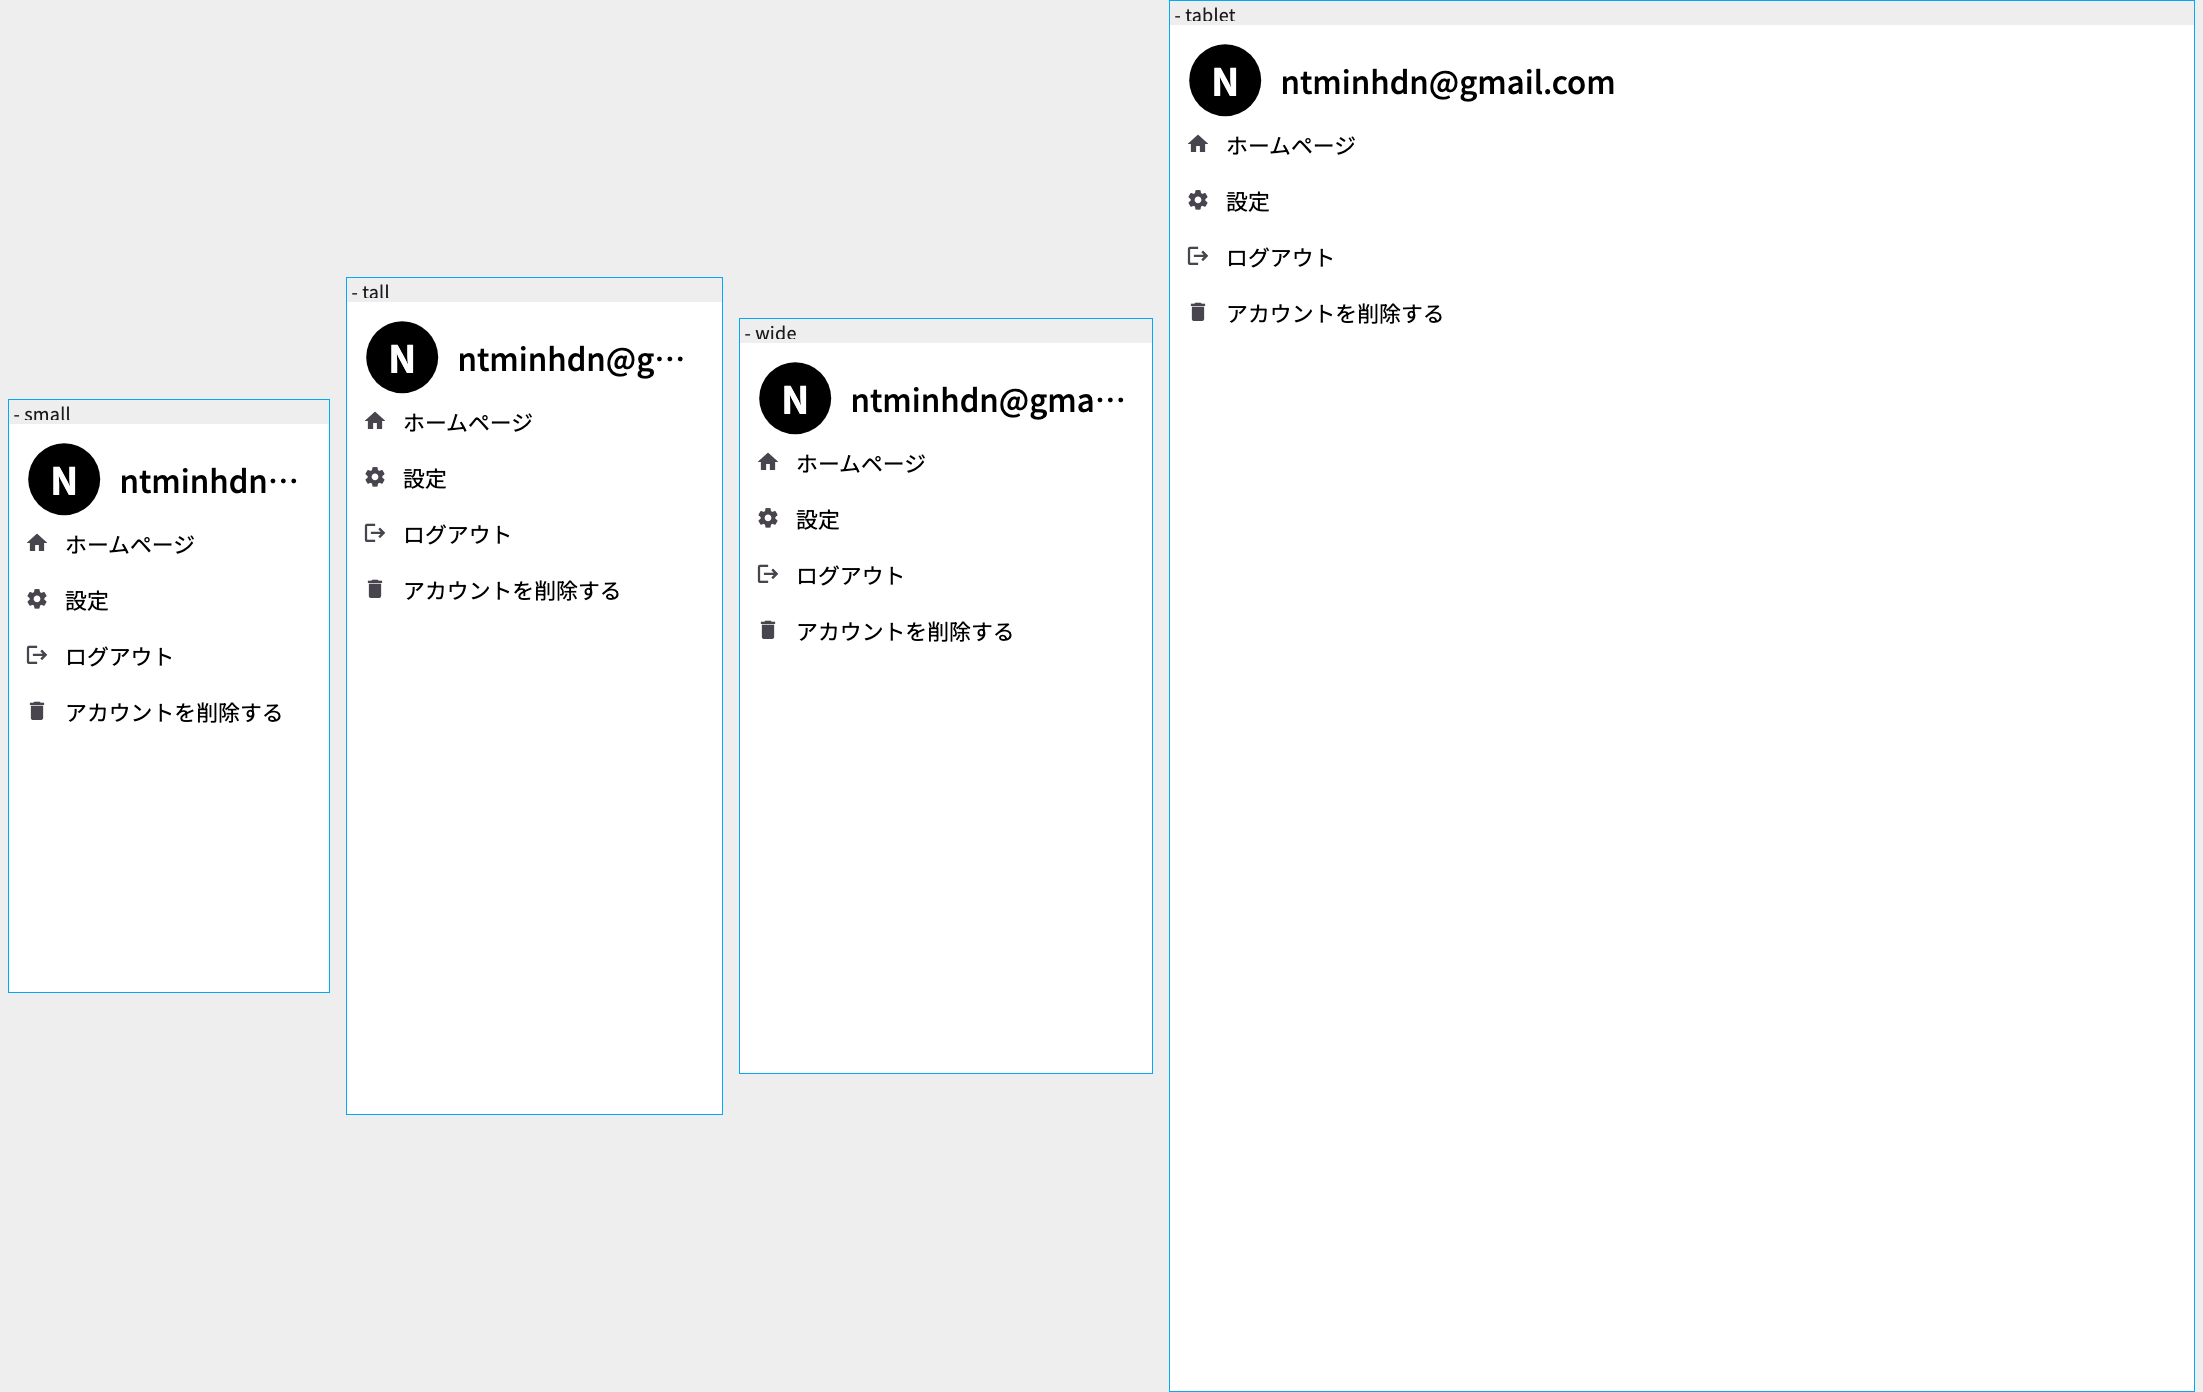 - small
N
ntminhdn…
ホームページ
設定
ログアウト
アカウントを削除する
- tall
N
ntminhdn@g…
ホームページ
設定
ログアウト
アカウントを削除する
- wide
N
ntminhdn@gma…
ホームページ
設定
ログアウト
アカウントを削除する
- tablet
N
ntminhdn@gmail.com
ホームページ
設定
ログアウト
アカウントを削除する